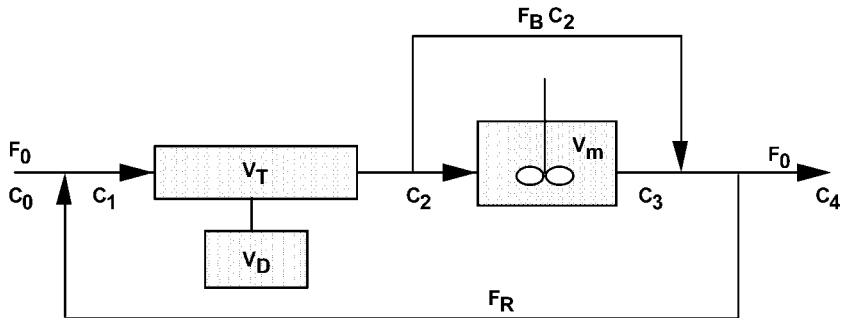 F_B C_2
F_0
V_T
V_m
F_0
C_0
C_1
C_2
C_3
C_4
V_D
F_R